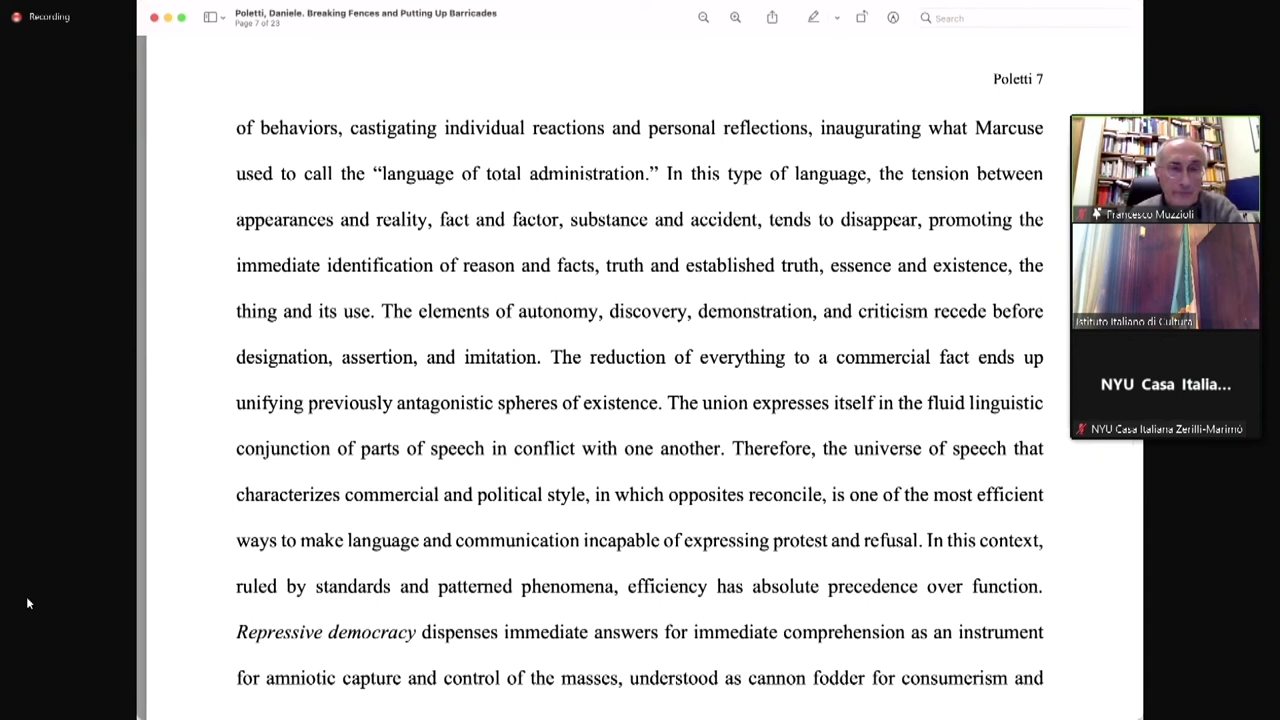 Recording
Poletti, Daniele. Breaking Fences and Putting Up Barricades
Page 7 of 23
Search
Poletti 7
of behaviors, castigating individual reactions and personal reflections, inaugurating what Marcuse
used to call the “language of total administration.” In this type of language, the tension between
appearances and reality, fact and factor, substance and accident, tends to disappear, promoting the
immediate identification of reason and facts, truth and established truth, essence and existence, the
thing and its use. The elements of autonomy, discovery, demonstration, and criticism recede before
designation, assertion, and imitation. The reduction of everything to a commercial fact ends up
unifying previously antagonistic spheres of existence. The union expresses itself in the fluid linguistic
conjunction of parts of speech in conflict with one another. Therefore, the universe of speech that
characterizes commercial and political style, in which opposites reconcile, is one of the most efficient
ways to make language and communication incapable of expressing protest and refusal. In this context,
ruled by standards and patterned phenomena, efficiency has absolute precedence over function.
Repressive democracy dispenses immediate answers for immediate comprehension as an instrument
for amniotic capture and control of the masses, understood as cannon fodder for consumerism and
Francesco Muzzioli
Istituto Italiano di Cultura
NYU Casa Italia...
NYU Casa Italiana Zerilli-Marimò